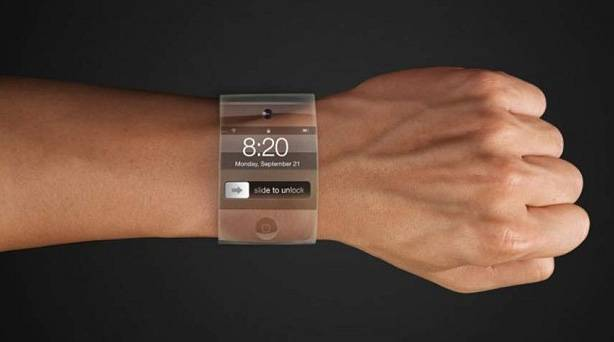 8:20
Monday, September 21
slide to unlock